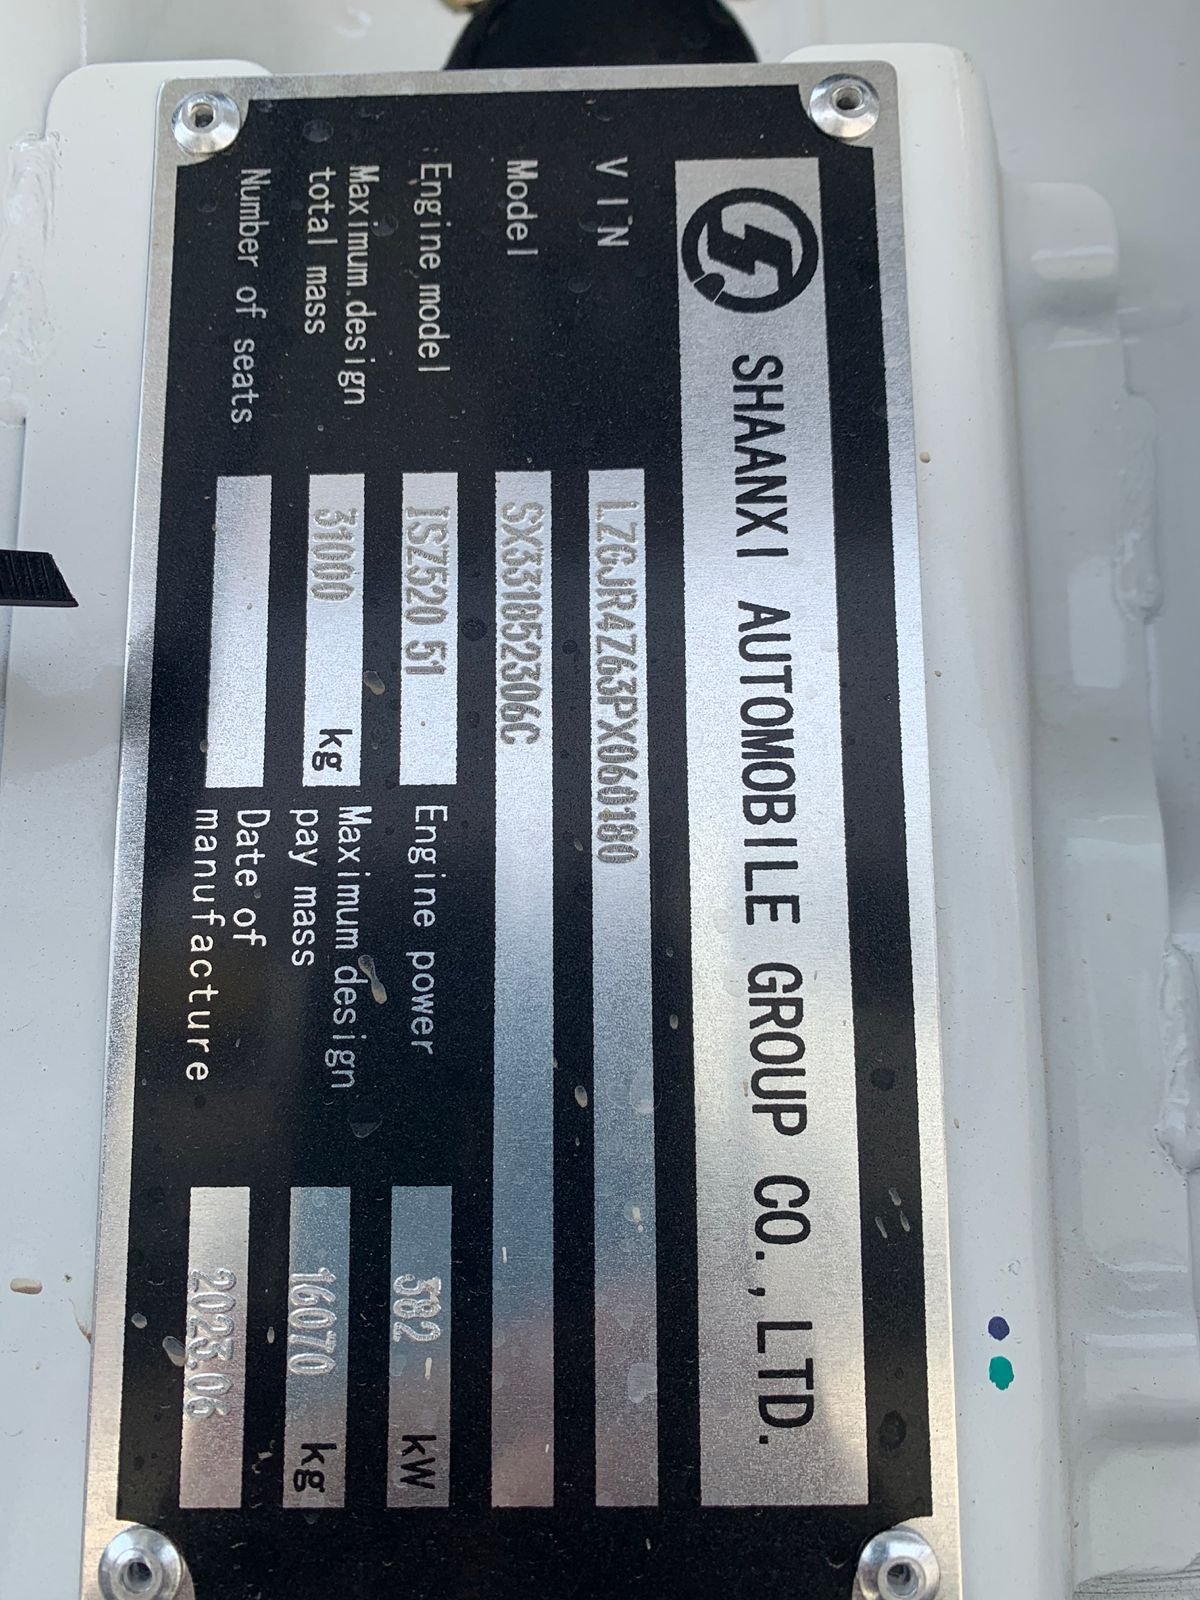 SHAANXI AUTOMOBILE GROUP CO.,LTD.
VIN LZGJR4Z63PX060180
Model SX331052306C
Engine model ISZ520 51 Engine power 382 - kW
Maximum design total mass 31000 kg Maximum design pay mass 16070 kg
Number of seats Date of manufacture 2023.06